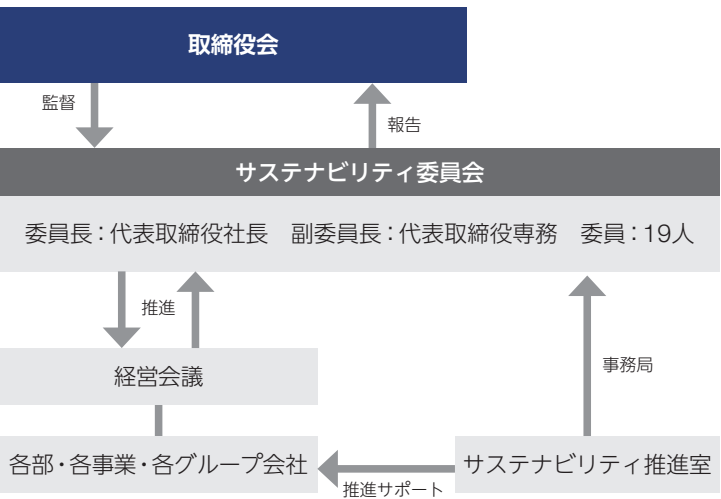 取締役会
監督
報告
サステナビリティ委員会
委員長：代表取締役社長　副委員長：代表取締役専務　委員：19人
推進
経営会議
事務局
各部・各事業・各グループ会社
サステナビリティ推進室
推進サポート